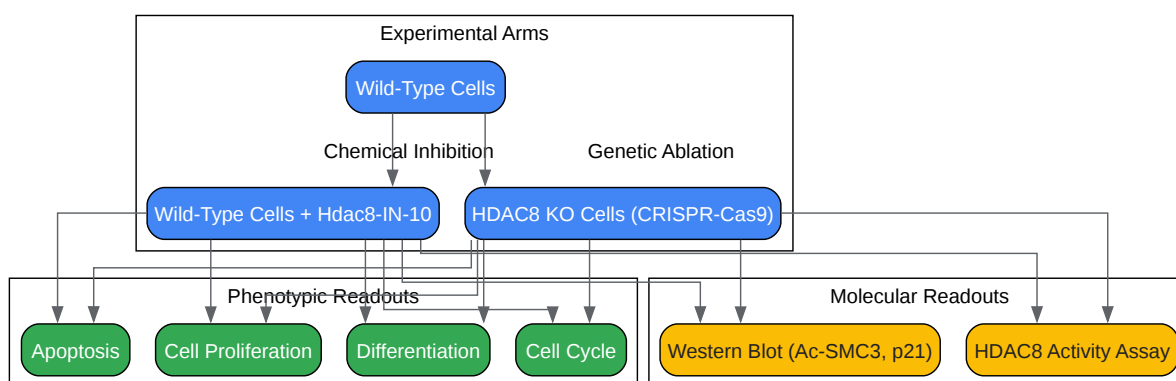 Experimental Arms
Wild-Type Cells
Chemical Inhibition
Genetic Ablation
Wild-Type Cells + Hdac8-IN-10
HDAC8 KO Cells (CRISPR-Cas9)
Phenotypic Readouts
Molecular Readouts
Apoptosis
Cell Proliferation
Differentiation
Cell Cycle
Western Blot (Ac-SMC3, p21)
HDAC8 Activity Assay